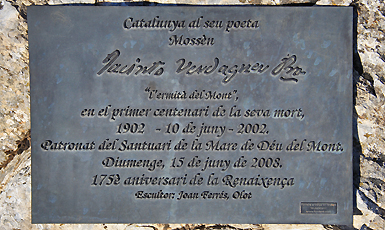 Catalunya al seu poeta
Mossèn
Jacinto Verdaguer Pre.
"l'ermità del Mont",
en el primer centenari de la seva mort,
1902 - 10 de juny - 2002.
Patronat del Santuari de la Mare de Déu del Mont.
Diumenge, 15 de juny de 2008.
175è aniversari de la Renaixença
Escultor: Joan Ferrés, Olot